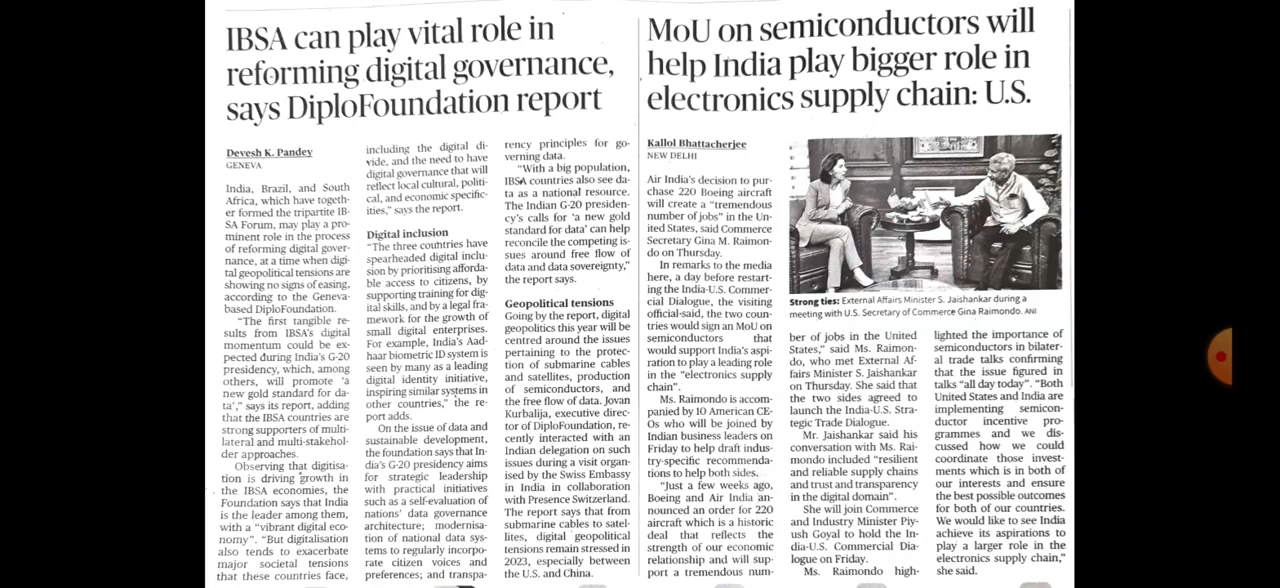 IBSA can play vital role in
reforming digital governance,
says DiploFoundation report
Devesh K. Pandey
GENEVA
India, Brazil, and South
Africa, which have togeth-
er formed the tripartite IB-
SA Forum, may play a pro-
minent role in the process
of reforming digital gover-
nance, at a time when digi-
tal geopolitical tensions are
showing no signs of easing,
according to the Geneva-
based DiploFoundation.
"The first tangible re-
sults from IBSA's digital
momentum could be ex-
pected during India's G-20
presidency, which, among
others, will promote 'a
new gold standard for da-
ta'," says its report, adding
that the IBSA countries are
strong supporters of multi-
lateral and multi-stakehol-
der approaches.
Observing that digitisa-
tion is driving growth in
the IBSA economies, the
Foundation says that India
is the leader among them,
with a "vibrant digital eco-
nomy". "But digitalisation
also tends to exacerbate
major societal tensions
that these countries face,
including the digital di-
vide, and the need to have
digital governance that will
reflect local cultural, politi-
cal, and economic specific-
ities," says the report.
Digital inclusion
"The three countries have
spearheaded digital inclu-
sion by prioritising afforda-
ble access to citizens, by
supporting training for dig-
ital skills, and by a legal fra-
mework for the growth of
small digital enterprises.
For example, India's Aad-
haar biometric ID system is
seen by many as a leading
digital identity initiative,
inspiring similar systems in
other countries," the re-
port adds.
On the issue of data and
sustainable development,
the foundation says that In-
dia's G-20 presidency aims
for strategic leadership
with practical initiatives
such as a self-evaluation of
nations' data governance
architecture; modernisa-
tion of national data sys-
tems to regularly incorpo-
rate citizen voices and
preferences; and transpa-
rency principles for go-
verning data.
"With a big population,
IBSA countries also see da-
ta as a national resource.
The Indian G-20 presiden-
cy's calls for 'a new gold
standard for data' can help
reconcile the competing is-
sues around free flow of
data and data sovereignty,"
the report says.
Geopolitical tensions
Going by the report, digital
geopolitics this year will be
centred around the issues
pertaining to the protec-
tion of submarine cables
and satellites, production
of semiconductors, and
the free flow of data. Jovan
Kurbalija, executive direc-
tor of DiploFoundation, re-
cently interacted with an
Indian delegation on such
issues during a visit organ-
ised by the Swiss Embassy
in India in collaboration
with Presence Switzerland.
The report says that from
submarine cables to satel-
lites, digital geopolitical
tensions remain stressed in
2023, especially between
the U.S. and China.
MoU on semiconductors will
help India play bigger role in
electronics supply chain: U.S.
Kallol Bhattacherjee
NEW DELHI
Air India's decision to pur-
chase 220 Boeing aircraft
will create a "tremendous
number of jobs" in the Un-
ited States, said Commerce
Secretary Gina M. Raimon-
do on Thursday.
In remarks to the media
here, a day before restart-
ing the India-U.S. Commer-
cial Dialogue, the visiting
official said, the two coun-
tries would sign an MoU on
semiconductors that
would support India's aspi-
ration to play a leading role
in the "electronics supply
chain".
Ms. Raimondo is accom-
panied by 10 American CE-
Os who will be joined by
Indian business leaders on
Friday to help draft indus-
try-specific recommenda-
tions to help both sides.
"Just a few weeks ago,
Boeing and Air India an-
nounced an order for 220
aircraft which is a historic
deal that reflects the
strength of our economic
relationship and will sup-
port a tremendous num-
Strong ties: External Affairs Minister S. Jaishankar during a
meeting with U.S. Secretary of Commerce Gina Raimondo. ANI
ber of jobs in the United
States," said Ms. Raimon-
do, who met External Af-
fairs Minister S. Jaishankar
on Thursday. She said that
the two sides agreed to
launch the India-U.S. Stra-
tegic Trade Dialogue.
Mr. Jaishankar said his
conversation with Ms. Rai-
mondo included "resilient
and reliable supply chains
and trust and transparency
in the digital domain".
She will join Commerce
and Industry Minister Piy-
ush Goyal to hold the In-
dia-U.S. Commercial Dia-
logue on Friday.
Ms. Raimondo high-
lighted the importance of
semiconductors in bilater-
al trade talks confirming
that the issue figured in
talks "all day today". "Both
United States and India are
implementing semicon-
ductor incentive pro-
grammes and we dis-
cussed how we could
coordinate those invest-
ments which is in both of
our interests and ensure
the best possible outcomes
for both of our countries.
We would like to see India
achieve its aspirations to
play a larger role in the
electronics supply chain,"
she said.